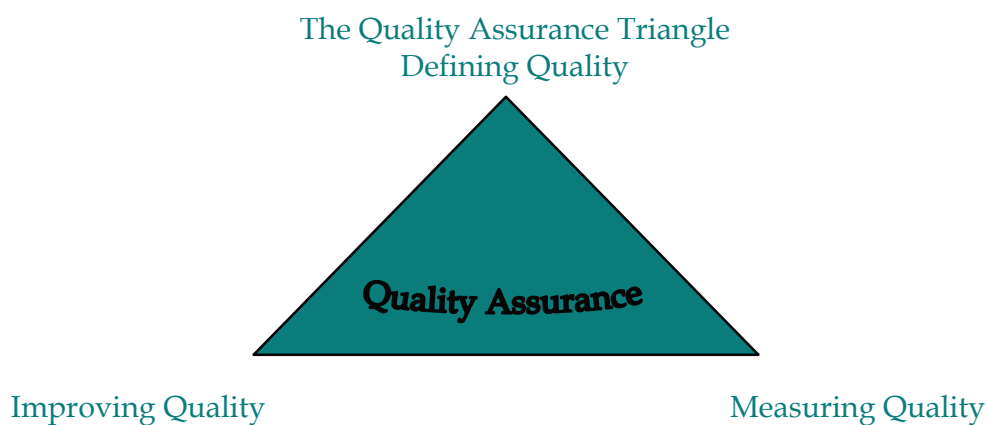 The Quality Assurance Triangle
Defining Quality
Quality Assurance
Improving Quality
Measuring Quality